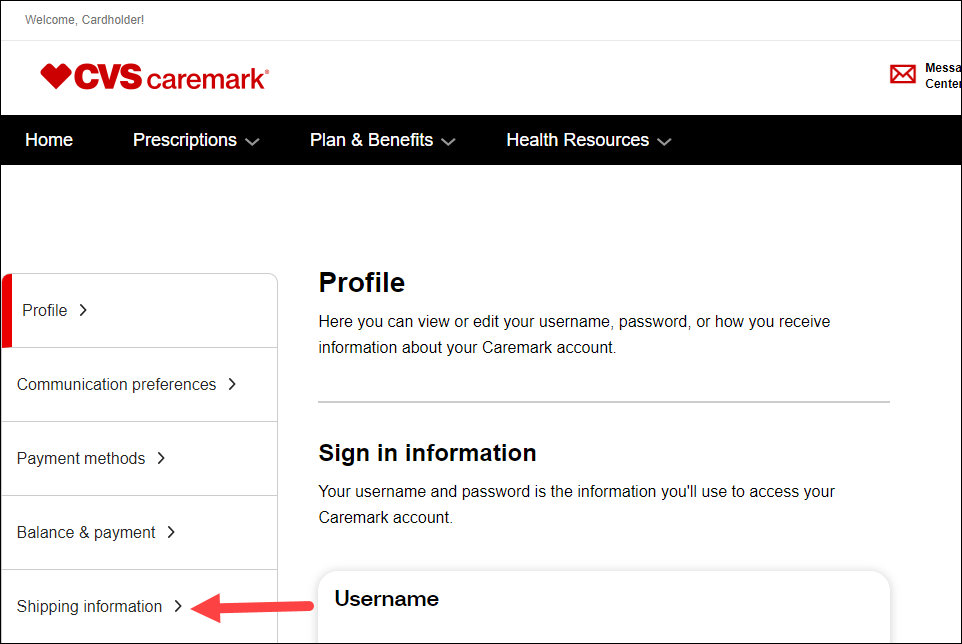 Welcome, Cardholder!
CVS caremark®
Home
Prescriptions
Plan & Benefits
Health Resources
Profile
Communication preferences
Payment methods
Balance & payment
Shipping information
Profile
Here you can view or edit your username, password, or how you receive
information about your Caremark account.
Sign in information
Your username and password is the information you'll use to access your
Caremark account.
Username